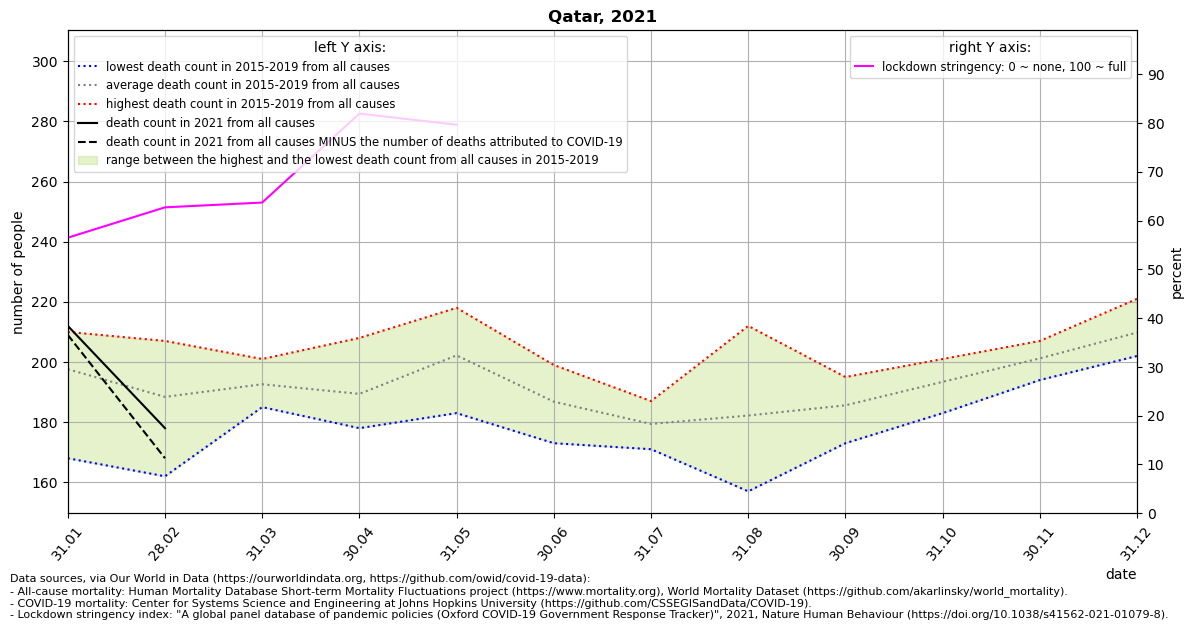 Qatar, 2021
left Y axis:
lowest death count in 2015-2019 from all causes
average death count in 2015-2019 from all causes
highest death count in 2015-2019 from all causes
death count in 2021 from all causes
death count in 2021 from all causes MINUS the number of deaths attributed to COVID-19
range between the highest and the lowest death count from all causes in 2015-2019
right Y axis:
lockdown stringency: 0 ~ none, 100 ~ full
number of people
300
280
260
240
220
200
180
160
percent
90
80
70
60
50
40
30
20
10
0
31.01
28.02
31.03
30.04
31.05
30.06
31.07
31.08
30.09
31.10
30.11
31.12
date
Data sources, via Our World in Data (https://ourworldindata.org, https://github.com/owid/covid-19-data):
- All-cause mortality: Human Mortality Database Short-term Mortality Fluctuations project (https://www.mortality.org), World Mortality Dataset (https://github.com/akarlinsky/world_mortality).
- COVID-19 mortality: Center for Systems Science and Engineering at Johns Hopkins University (https://github.com/CSSEGISandData/COVID-19).
- Lockdown stringency index: "A global panel database of pandemic policies (Oxford COVID-19 Government Response Tracker)", 2021, Nature Human Behaviour (https://doi.org/10.1038/s41562-021-01079-8).